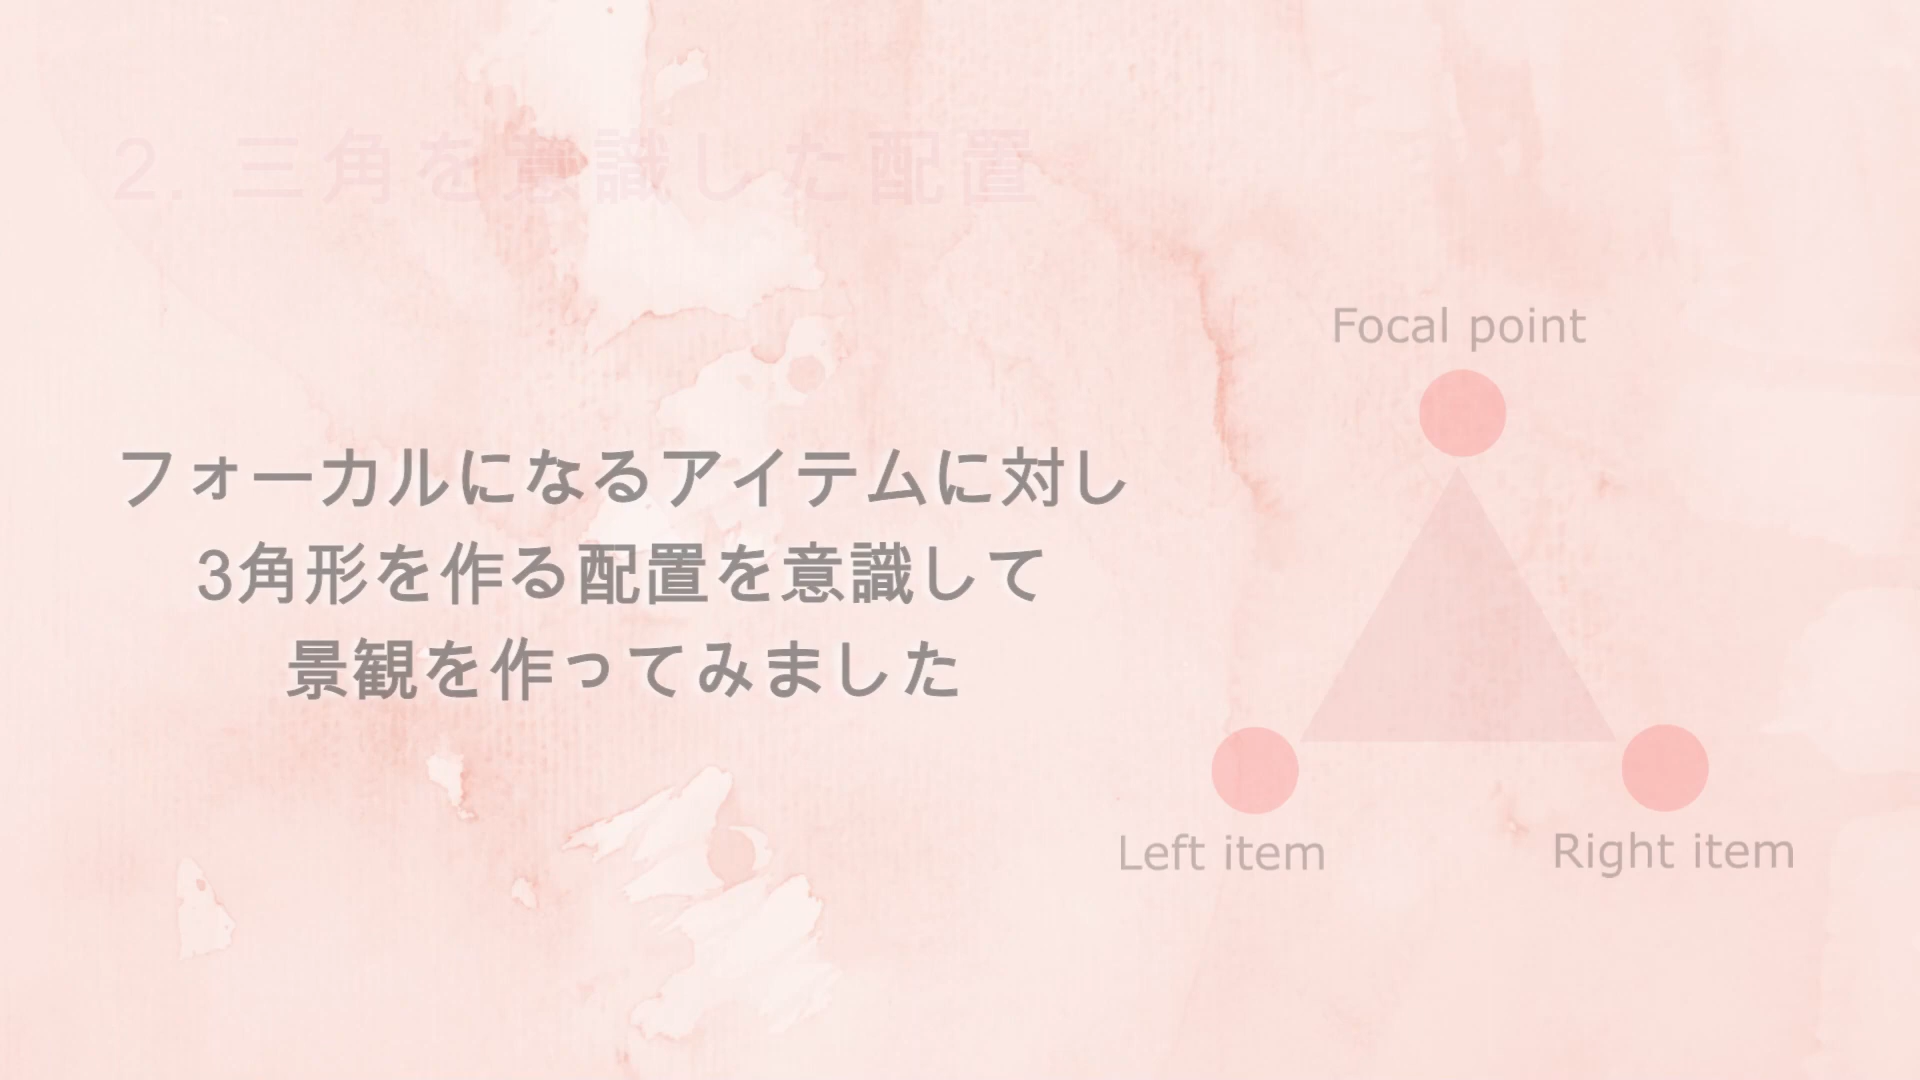 2. 三角を意識した配置
フォーカルになるアイテムに対し
3角形を作る配置を意識して
景観を作ってみました
Focal point
Left item
Right item